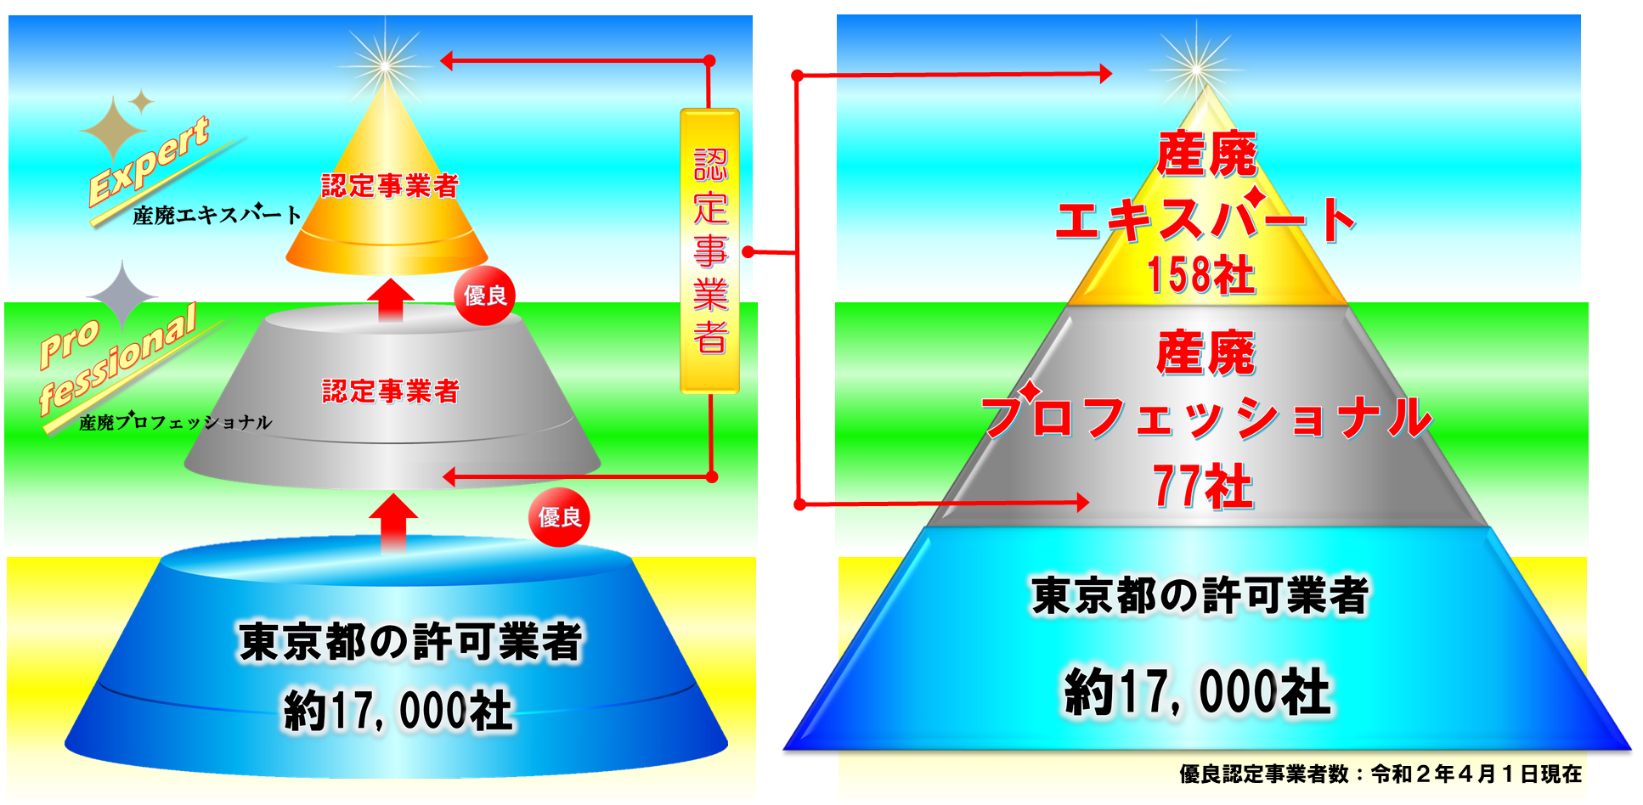 Expert
産廃エキスパート
認定事業者
優良
Pro
fessional
産廃プロフェッショナル
認定事業者
優良
東京都の許可業者
約17,000社
認定事業者
産廃
エキスパート
158社
産廃
プロフェッショナル
77社
東京都の許可業者
約17,000社
優良認定事業者数：令和２年４月１日現在